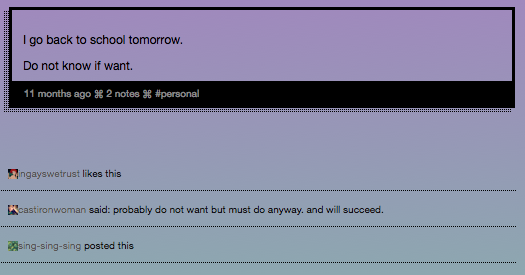 I go back to school tomorrow.
Do not know if want.
11 months ago ⌘ 2 notes ⌘ #personal
ingayswetrust likes this
castironwoman said: probably do not want but must do anyway. and will succeed.
sing-sing-sing posted this